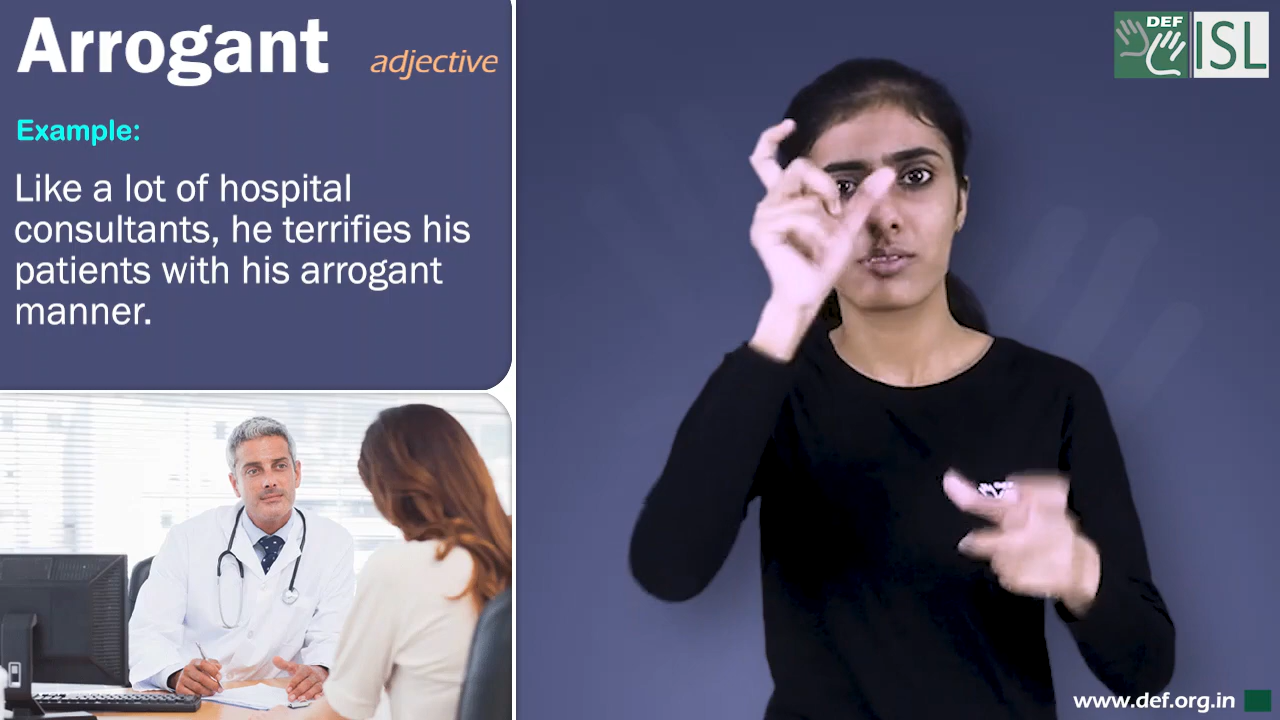 Arrogant adjective
Example:
Like a lot of hospital
consultants, he terrifies his
patients with his arrogant
manner.
DEF
ISL
www.def.org.in